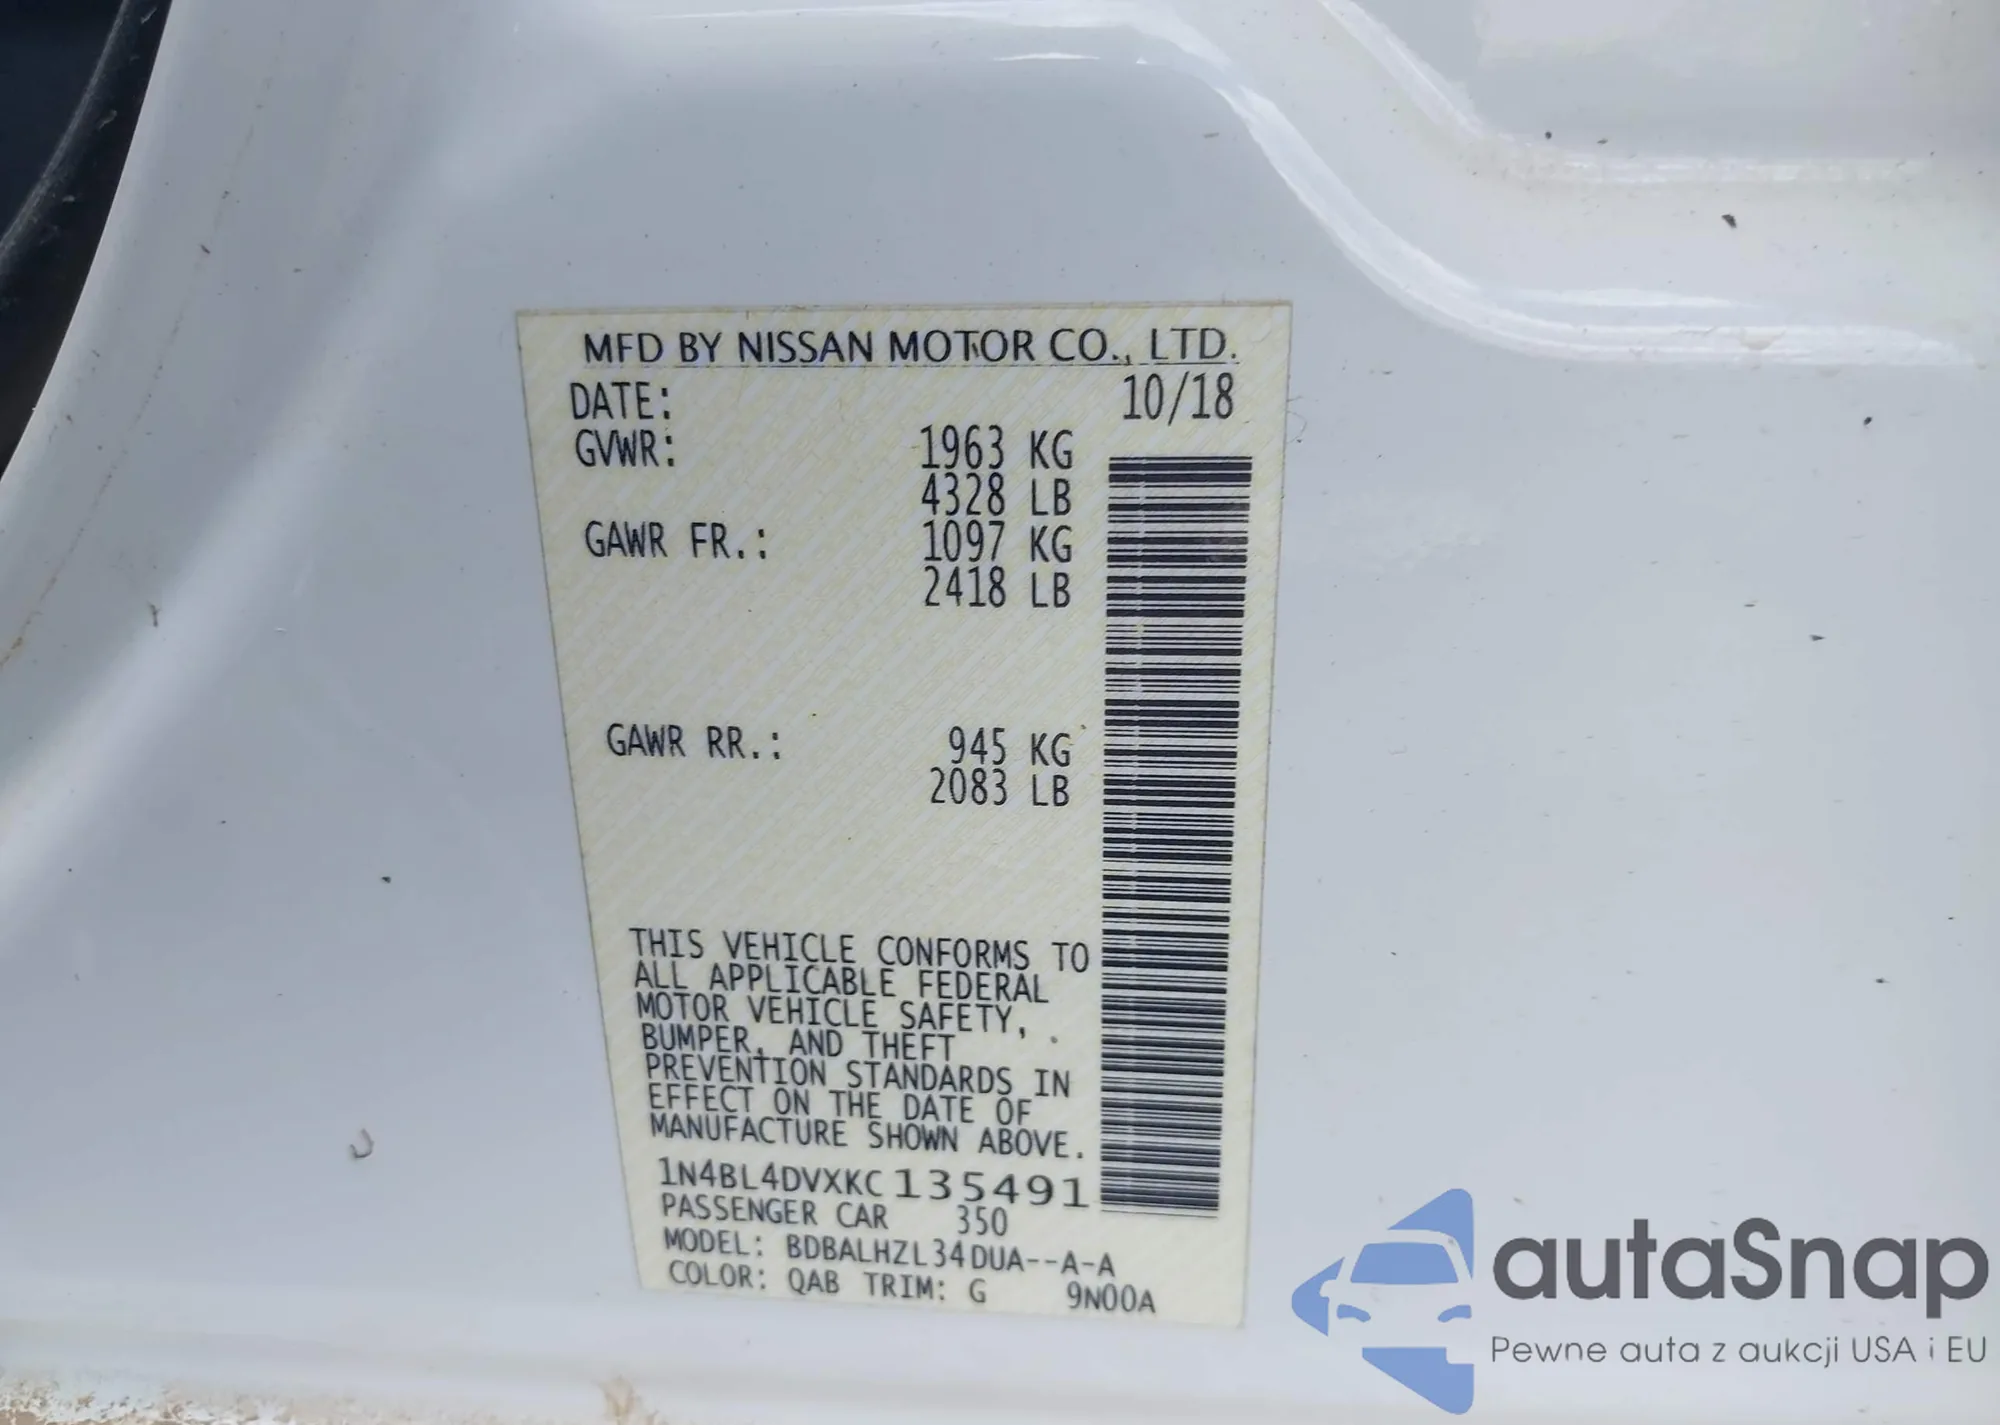 MFD BY NISSAN MOTOR CO., LTD.
DATE: 10/18
GVWR: 1963 KG
4328 LB
GAWR FR.: 1097 KG
2418 LB
GAWR RR.: 945 KG
2083 LB
THIS VEHICLE CONFORMS TO
ALL APPLICABLE FEDERAL
MOTOR VEHICLE SAFETY,
BUMPER, AND THEFT
PREVENTION STANDARDS IN
EFFECT ON THE DATE OF
MANUFACTURE SHOWN ABOVE.
1N4BL4DVXKC135491
PASSENGER CAR 350
MODEL: BDBALHZL34DUA--A-A
COLOR: QAB TRIM: G 9N00A
autaSnap
Pewne auta z aukcji USA i EU